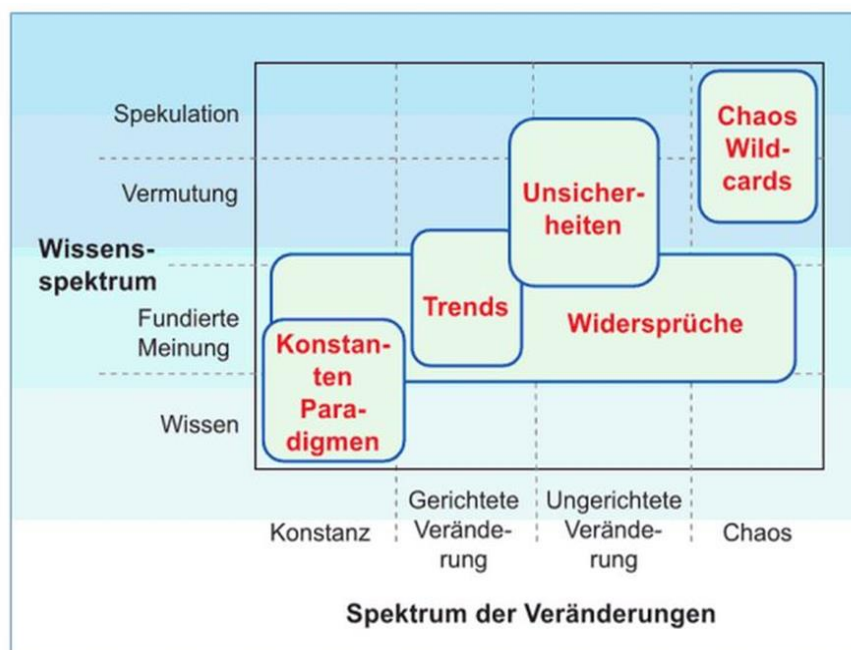 Spekulation
Vermutung
Wissens-
spektrum
Fundierte
Meinung
Wissen
Chaos
Wild-
cards
Unsicher-
heiten
Trends
Widersprüche
Konstan-
ten
Para-
digmen
Konstanz
Gerichtete
Verände-
rung
Ungerichtete
Verände-
rung
Chaos
Spektrum der Veränderungen